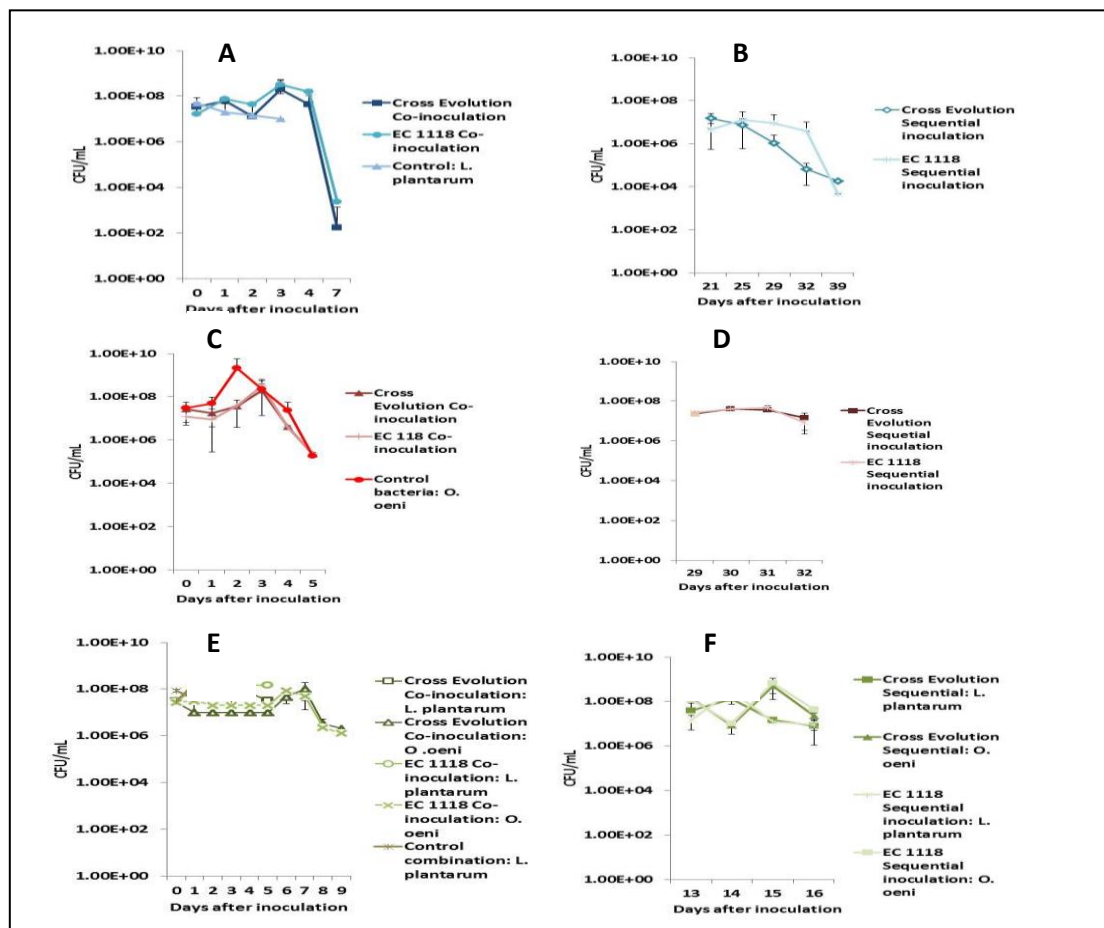 A
1.00E+10
1.00E+08
1.00E+06
1.00E+04
1.00E+02
1.00E+00
CFU/mL
0 1 2 3 4 7
Days after inoculation
Cross Evolution
Co-inoculation
EC 1118 Co-
inoculation
Control: L.
plantarum
B
1.00E+10
1.00E+08
1.00E+06
1.00E+04
1.00E+02
1.00E+00
CFU/mL
21 25 29 32 39
Days after inoculation
Cross Evolution
Sequential
inoculation
EC 1118
Sequential
inoculation
C
1.00E+10
1.00E+08
1.00E+06
1.00E+04
1.00E+02
1.00E+00
CFU/mL
0 1 2 3 4 5
Days after inoculation
Cross
Evolution Co-
inoculation
EC 118 Co-
inoculation
Control
bacteria: O.
oeni
D
1.00E+10
1.00E+08
1.00E+06
1.00E+04
1.00E+02
1.00E+00
CFU/mL
29 30 31 32
Days after inoculation
Cross
Evolution
Sequetial
inoculation
EC 1118
Sequential
inoculation
E
1.00E+10
1.00E+08
1.00E+06
1.00E+04
1.00E+02
1.00E+00
CFU/mL
0 1 2 3 4 5 6 7 8 9
Days after inoculation
Cross Evolution
Co-inoculation:
L. plantarum
Cross Evolution
Co-inoculation:
O .oeni
EC 1118 Co-
inoculation: L.
plantarum
EC 1118 Co-
inoculation: O.
oeni
Control
combination: L.
plantarum
F
1.00E+10
1.00E+08
1.00E+06
1.00E+04
1.00E+02
1.00E+00
CFU/mL
13 14 15 16
Days after inoculation
Cross Evolution
Sequential: L.
plantarum
Cross Evolution
Sequential: O. oeni
EC 1118
Sequential
inoculation: L.
plantarum
EC 1118
Sequential
inoculation: O.
oeni